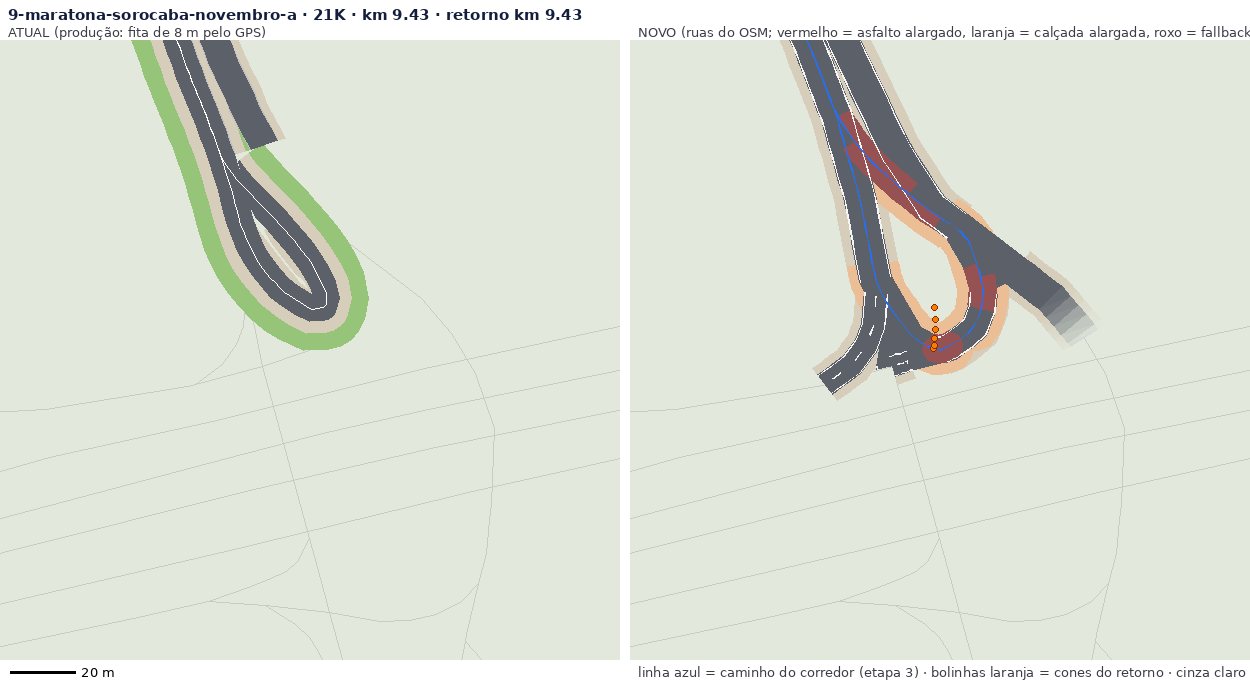 9-maratona-sorocaba-novembro-a · 21K · km 9.43 · retorno km 9.43
ATUAL (produção: fita de 8 m pelo GPS)
NOVO (ruas do OSM; vermelho = asfalto alargado, laranja = calçada alargada, roxo = fallback
20 m
linha azul = caminho do corredor (etapa 3) · bolinhas laranja = cones do retorno · cinza claro